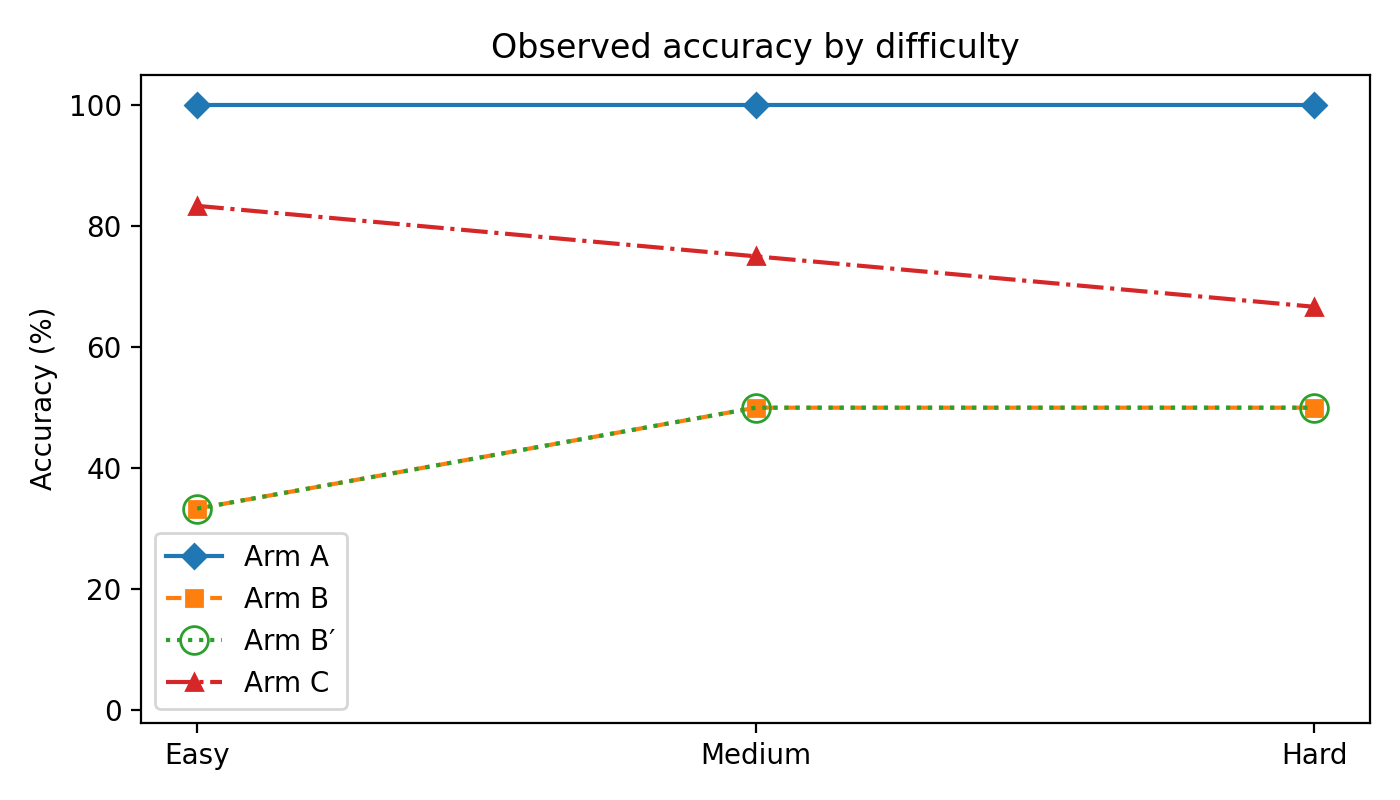 Observed accuracy by difficulty
Accuracy (%)
100
80
60
40
20
0
Arm A
Arm B
Arm B′
Arm C
Easy
Medium
Hard